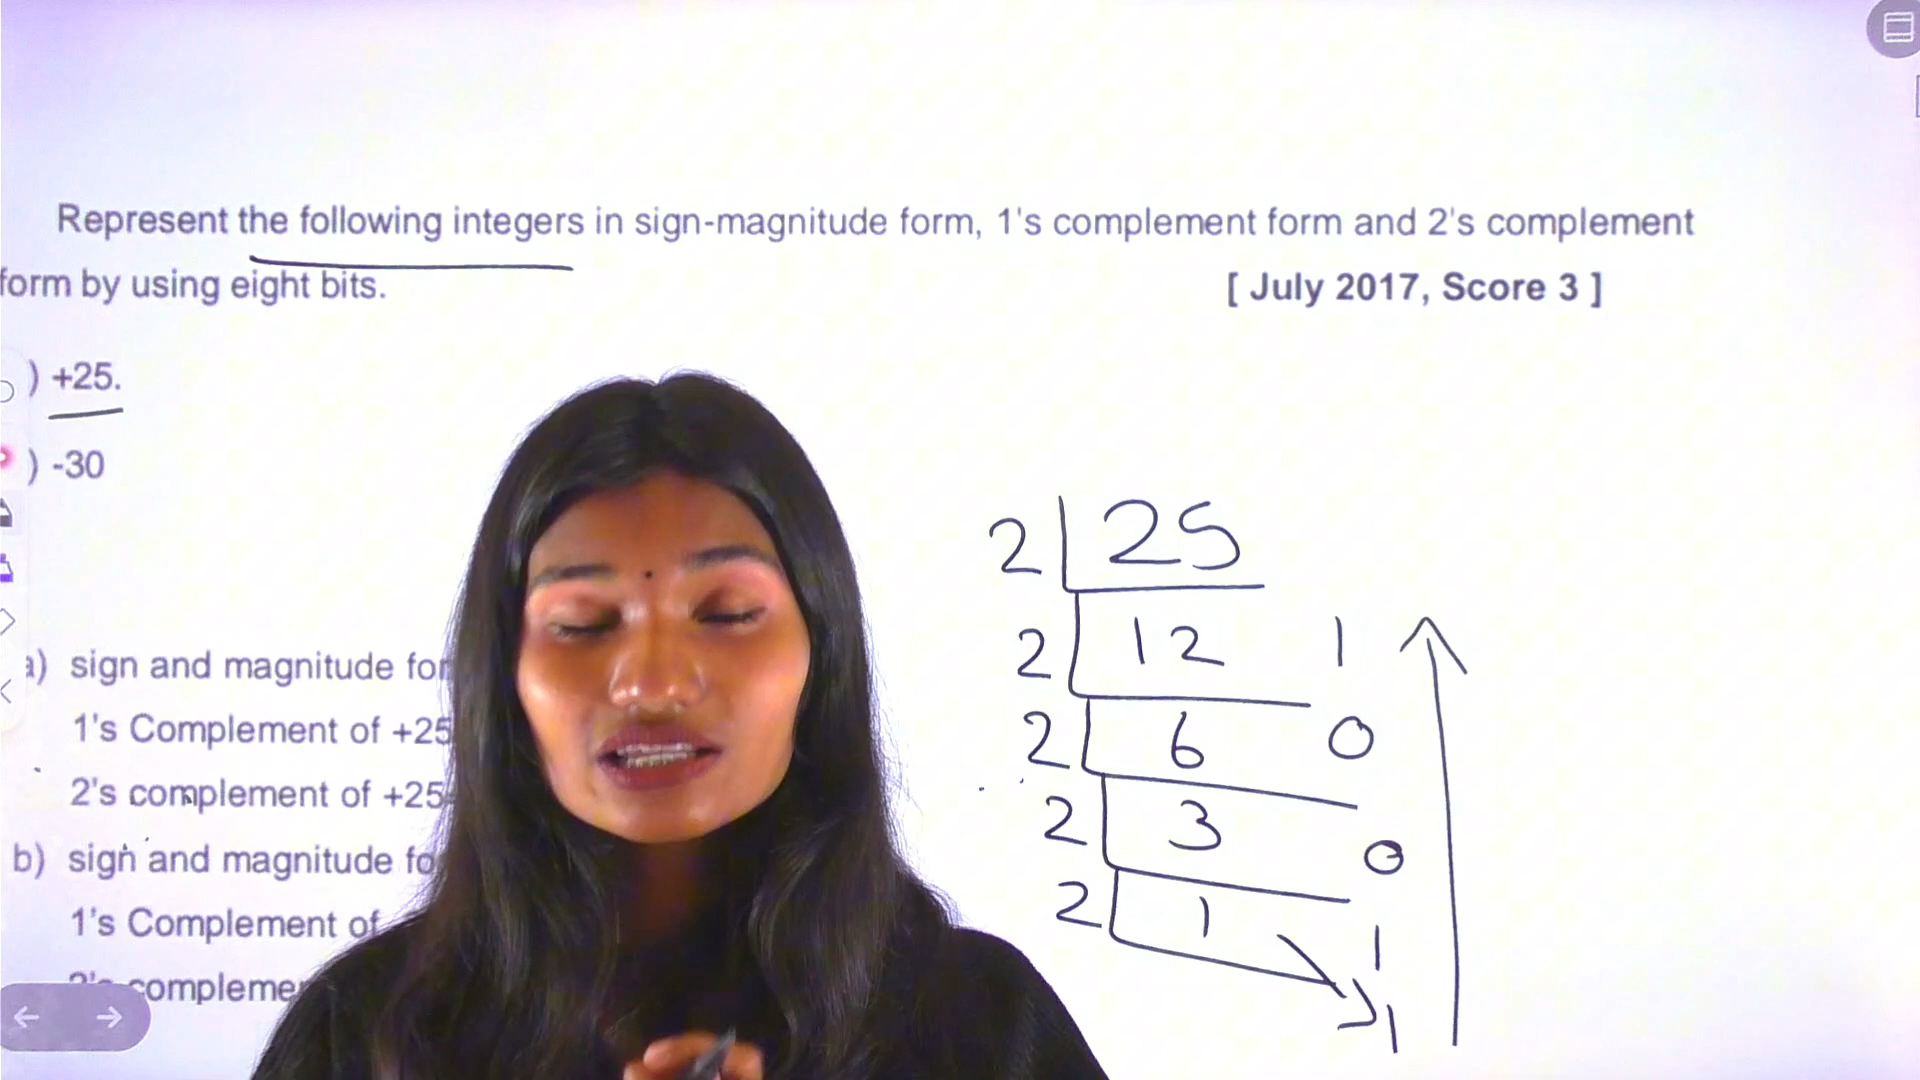 Represent the following integers in sign-magnitude form, 1's complement form and 2's complement
form by using eight bits. [ July 2017, Score 3 ]
) +25.
) -30
2 25
2 12 1
2 6 0
2 3 0
2 1 1
1
a) sign and magnitude for
1's Complement of +25
2's complement of +25
b) sign and magnitude fo
1's Complement of
2's compleme